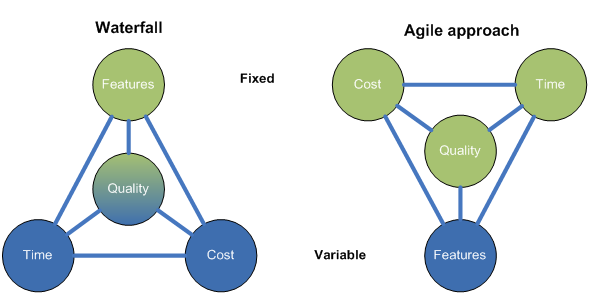 Waterfall
Agile approach
Features
Fixed
Cost
Time
Quality
Quality
Time
Cost
Variable
Features